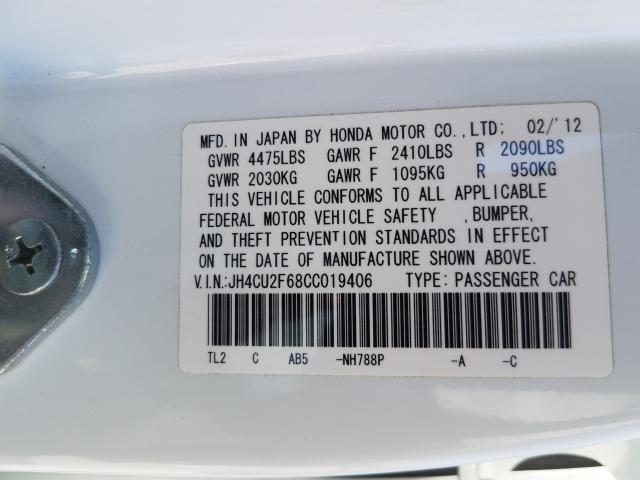 MFD. IN JAPAN BY HONDA MOTOR CO.,LTD: 02/'12
GVWR 4475LBS GAWR F 2410LBS R 2090LBS
GVWR 2030KG GAWR F 1095KG R 950KG
THIS VEHICLE CONFORMS TO ALL APPLICABLE
FEDERAL MOTOR VEHICLE SAFETY ,BUMPER,
AND THEFT PREVENTION STANDARDS IN EFFECT
ON THE DATE OF MANUFACTURE SHOWN ABOVE.
V.I.N.:JH4CU2F68CC019406 TYPE: PASSENGER CAR
TL2 C AB5 -NH788P -A -C